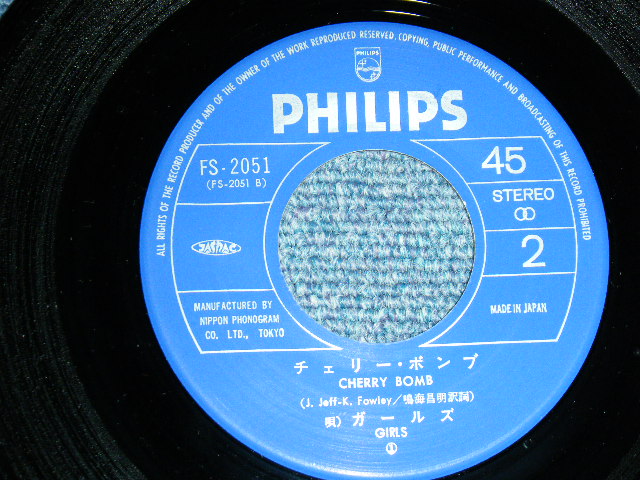 ALL RIGHTS OF THE RECORD PRODUCER AND OF THE OWNER OF THE WORK REPRODUCED RESERVED, COPYING, PUBLIC PERFORMANCE AND BROADCASTING OF THIS RECORD PROHIBITED
PHILIPS
PHILIPS
FS-2051
(FS-2051 B)
45
STEREO
2
JASRAC
MANUFACTURED BY
NIPPON PHONOGRAM
CO. LTD., TOKYO
MADE IN JAPAN
チェリー・ボンブ
CHERRY BOMB
(J. Jeff-K. Fowley/鳴海昌明訳詞)
唄) ガールズ
GIRLS
①